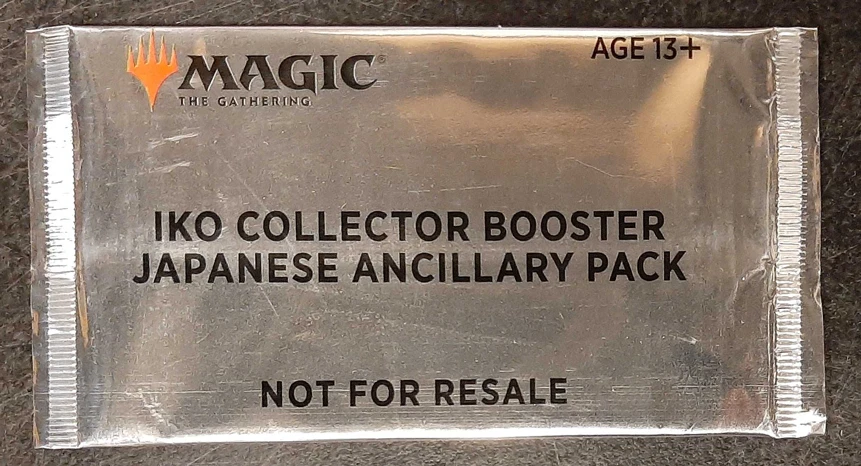 MAGIC®
THE GATHERING
AGE 13+
IKO COLLECTOR BOOSTER
JAPANESE ANCILLARY PACK
NOT FOR RESALE